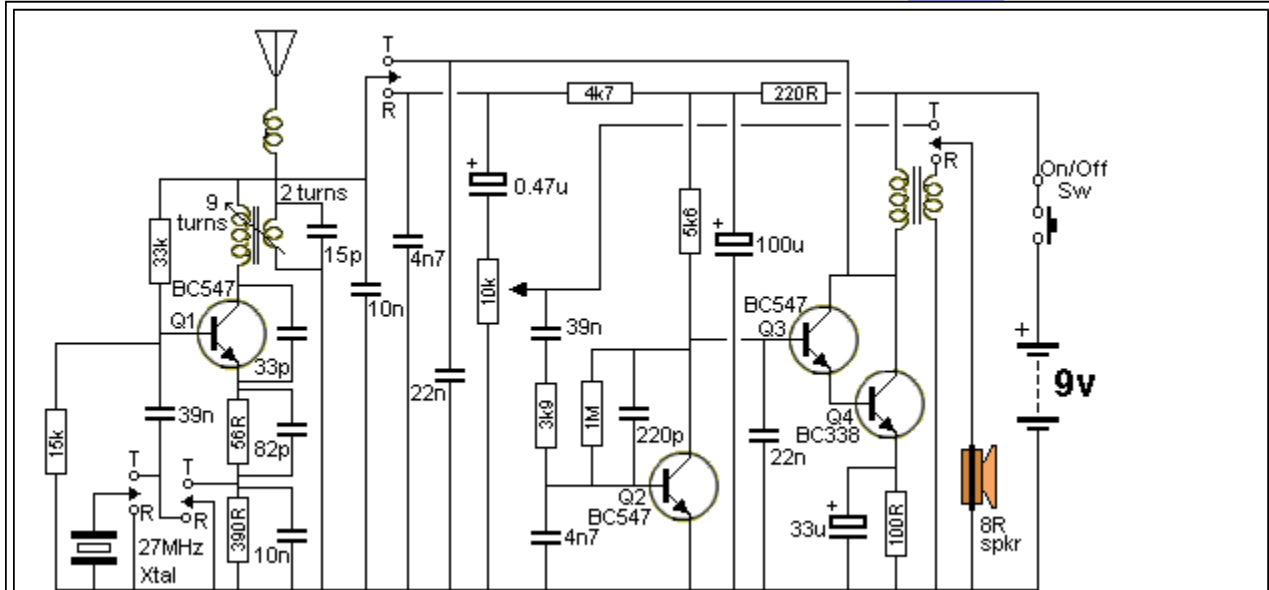 T
R
4k7
220R
T
R
On/Off
Sw
+
0.47u
9
turns
2 turns
33k
15p
4n7
5k6
+
100u
10k
BC547
Q1
10n
BC547
Q3
39n
33p
22n
+
9v
15k
39n
56R
82p
3k9
1M
220p
Q4
BC338
22n
T
T
R
R
390R
10n
Q2
BC547
4n7
+
33u
100R
8R
spkr
27MHz
Xtal